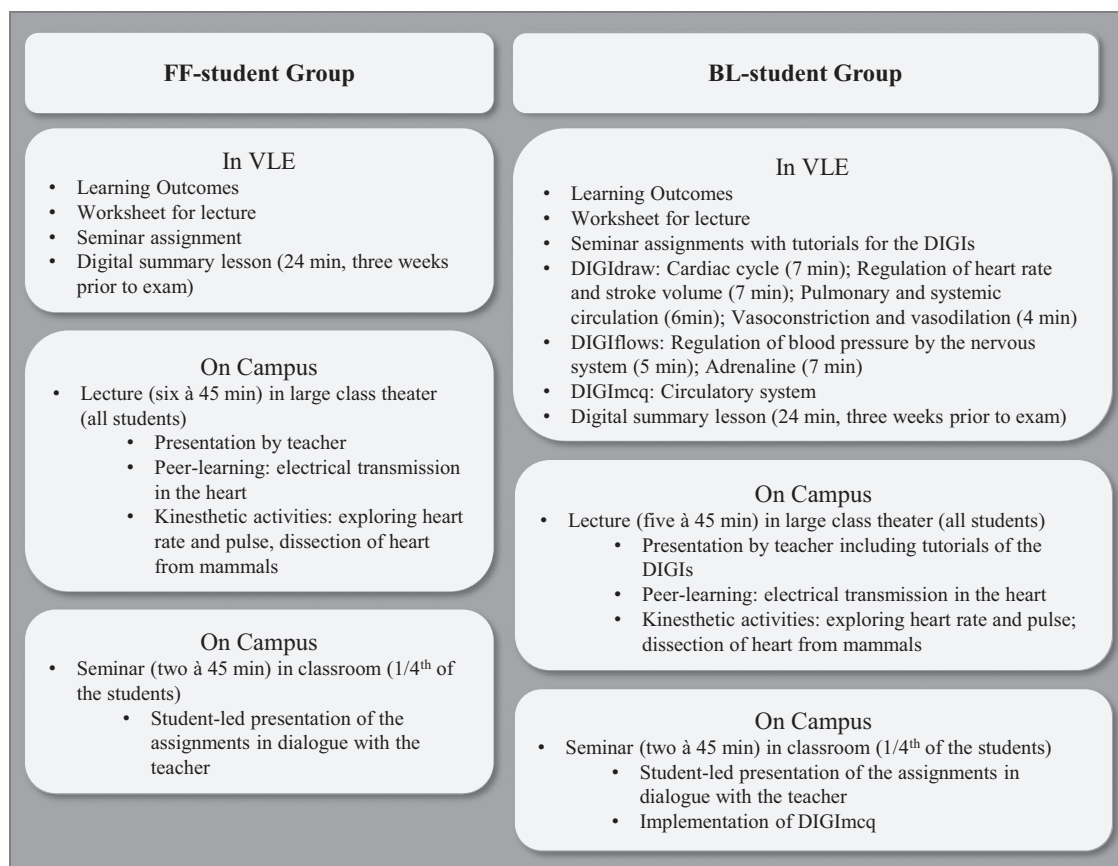 FF-student Group
In VLE
• Learning Outcomes
• Worksheet for lecture
• Seminar assignment
• Digital summary lesson (24 min, three weeks
prior to exam)
On Campus
• Lecture (six à 45 min) in large class theater
(all students)
• Presentation by teacher
• Peer-learning: electrical transmission
in the heart
• Kinesthetic activities: exploring heart
rate and pulse, dissection of heart
from mammals
On Campus
• Seminar (two à 45 min) in classroom (1/4th of
the students)
• Student-led presentation of the
assignments in dialogue with the
teacher
BL-student Group
In VLE
• Learning Outcomes
• Worksheet for lecture
• Seminar assignments with tutorials for the DIGIs
• DIGIdraw: Cardiac cycle (7 min); Regulation of heart rate
and stroke volume (7 min); Pulmonary and systemic
circulation (6min); Vasoconstriction and vasodilation (4 min)
• DIGIflows: Regulation of blood pressure by the nervous
system (5 min); Adrenaline (7 min)
• DIGImcq: Circulatory system
• Digital summary lesson (24 min, three weeks prior to exam)
On Campus
• Lecture (five à 45 min) in large class theater (all students)
• Presentation by teacher including tutorials of the
DIGIs
• Peer-learning: electrical transmission in the heart
• Kinesthetic activities: exploring heart rate and pulse;
dissection of heart from mammals
On Campus
• Seminar (two à 45 min) in classroom (1/4th of the students)
• Student-led presentation of the assignments in
dialogue with the teacher
• Implementation of DIGImcq